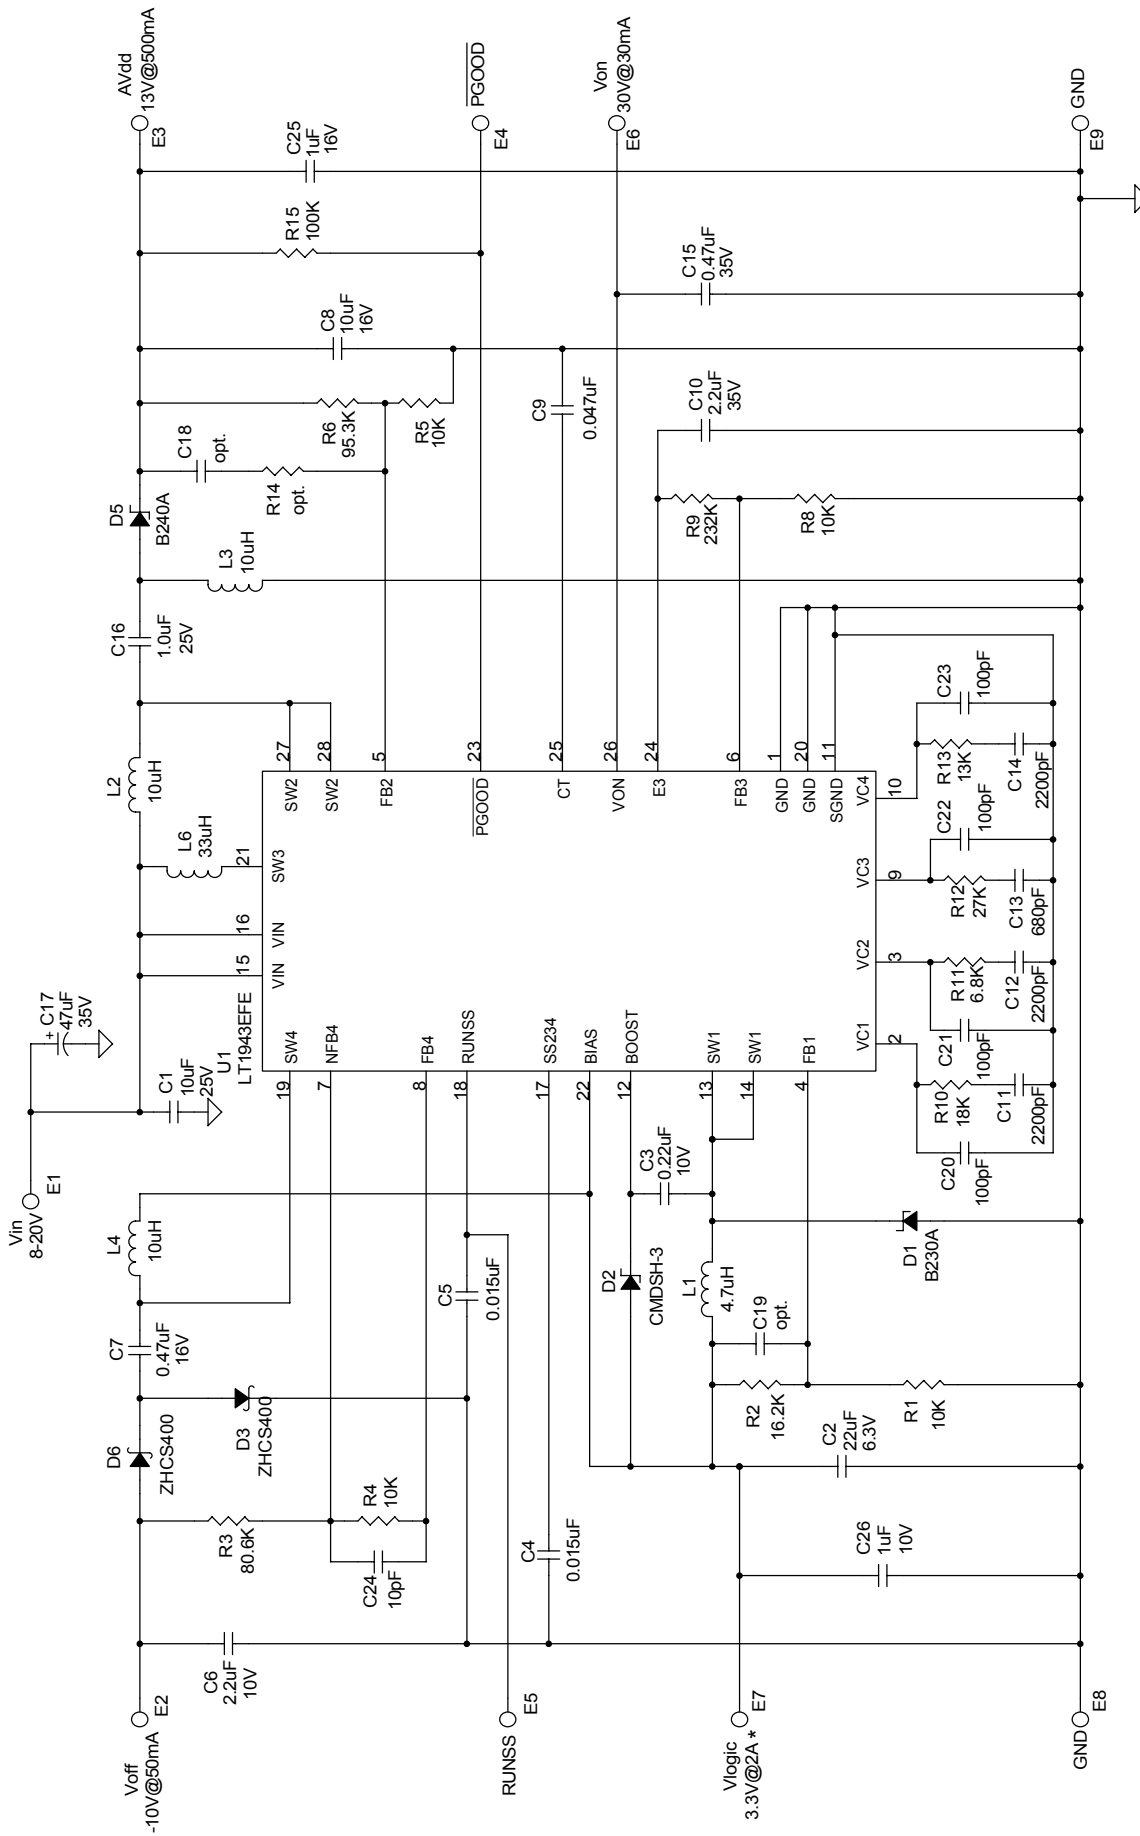 Vin
8-20V
E1
C17
47uF
35V
+
C1
10uF
25V
Voff
-10V@50mA
E2
C6
2.2uF
10V
D6
ZHCS400
D3
ZHCS400
C7
0.47uF
16V
L4
10uH
R3
80.6K
R4
10K
C24
10pF
C5
0.015uF
C4
0.015uF
RUNSS
E5
Vlogic
3.3V@2A *
E7
C26
1uF
10V
C2
22uF
6.3V
R2
16.2K
R1
10K
C19
opt.
L1
4.7uH
D2
CMDSH-3
C3
0.22uF
10V
D1
B230A
GND
E8
U1
LT1943EFE
19
SW4
7
NFB4
8
FB4
18
RUNSS
17
SS234
22
BIAS
12
BOOST
13
SW1
14
SW1
4
FB1
15
VIN
16
VIN
21
SW3
27
SW2
28
SW2
5
FB2
23
PGOOD
25
CT
26
VON
24
E3
6
FB3
1
GND
20
GND
11
SGND
VC1
2
VC2
3
VC3
9
VC4
10
C20
100pF
R10
18K
C11
2200pF
C21
100pF
R11
6.8K
C12
2200pF
R12
27K
C13
680pF
C22
100pF
R13
13K
C14
2200pF
C23
100pF
L6
33uH
L2
10uH
C16
1.0uF
25V
L3
10uH
D5
B240A
C18
opt.
R14
opt.
R6
95.3K
R5
10K
C8
10uF
16V
R15
100K
C25
1uF
16V
AVdd
13V@500mA
E3
PGOOD
E4
C9
0.047uF
Von
30V@30mA
E6
C15
0.47uF
35V
C10
2.2uF
35V
R9
232K
R8
10K
GND
E9